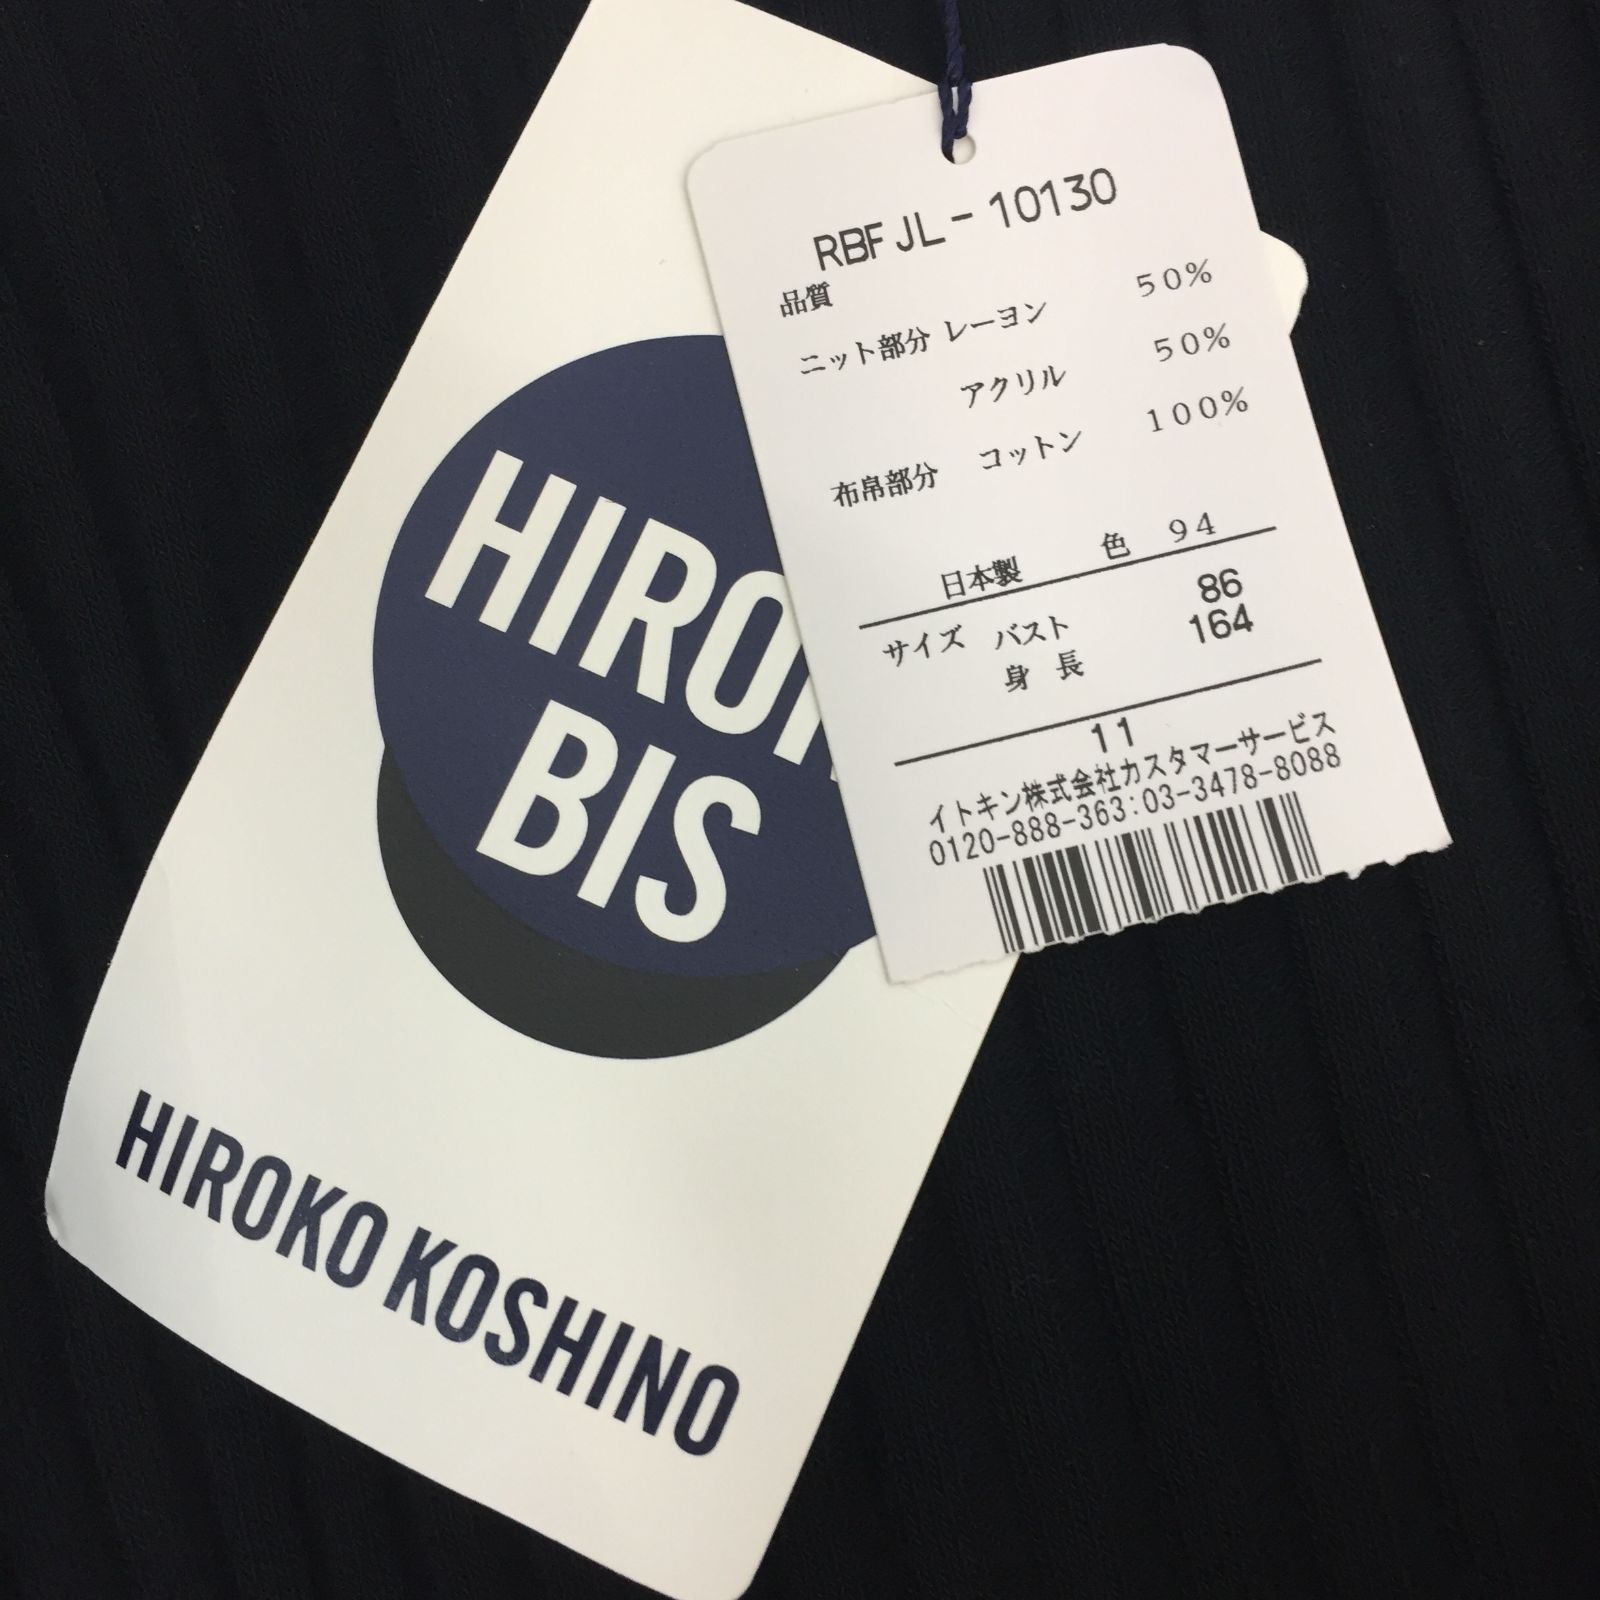 RBF JL-10130
品質
ニット部分 レーヨン 50%
アクリル 50%
布帛部分 コットン 100%
日本製 色 94
サイズ バスト 86
身長 164
11
イトキン株式会社カスタマーサービス
0120-888-363:03-3478-8088
BIS
HIROKO KOSHINO